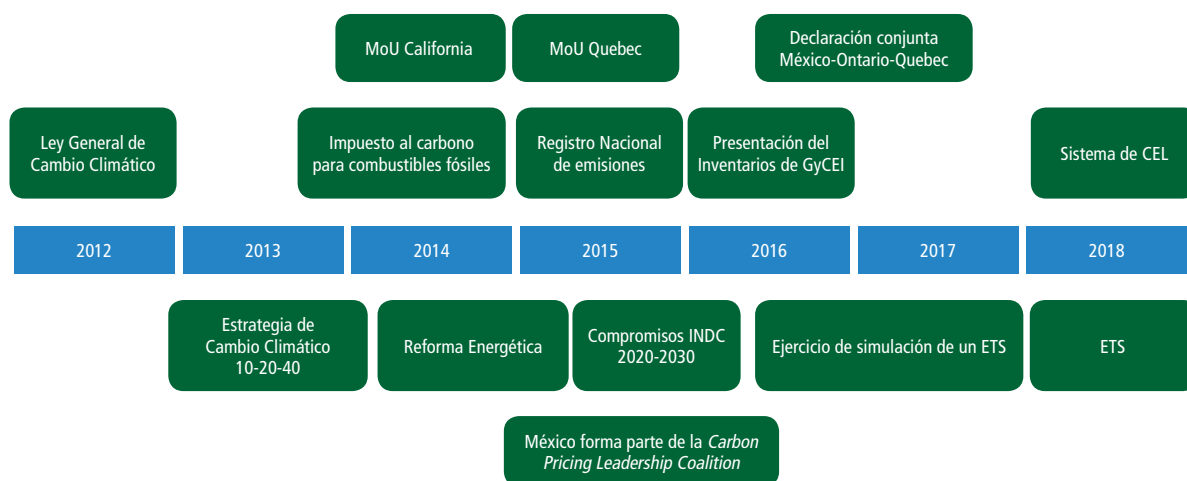 MoU California
MoU Quebec
Declaración conjunta
México-Ontario-Quebec
Ley General de
Cambio Climático
Impuesto al carbono
para combustibles fósiles
Registro Nacional
de emisiones
Presentación del
Inventarios de GyCEI
Sistema de CEL
2012
2013
2014
2015
2016
2017
2018
Estrategia de
Cambio Climático
10-20-40
Reforma Energética
Compromisos INDC
2020-2030
Ejercicio de simulación de un ETS
ETS
México forma parte de la Carbon
Pricing Leadership Coalition